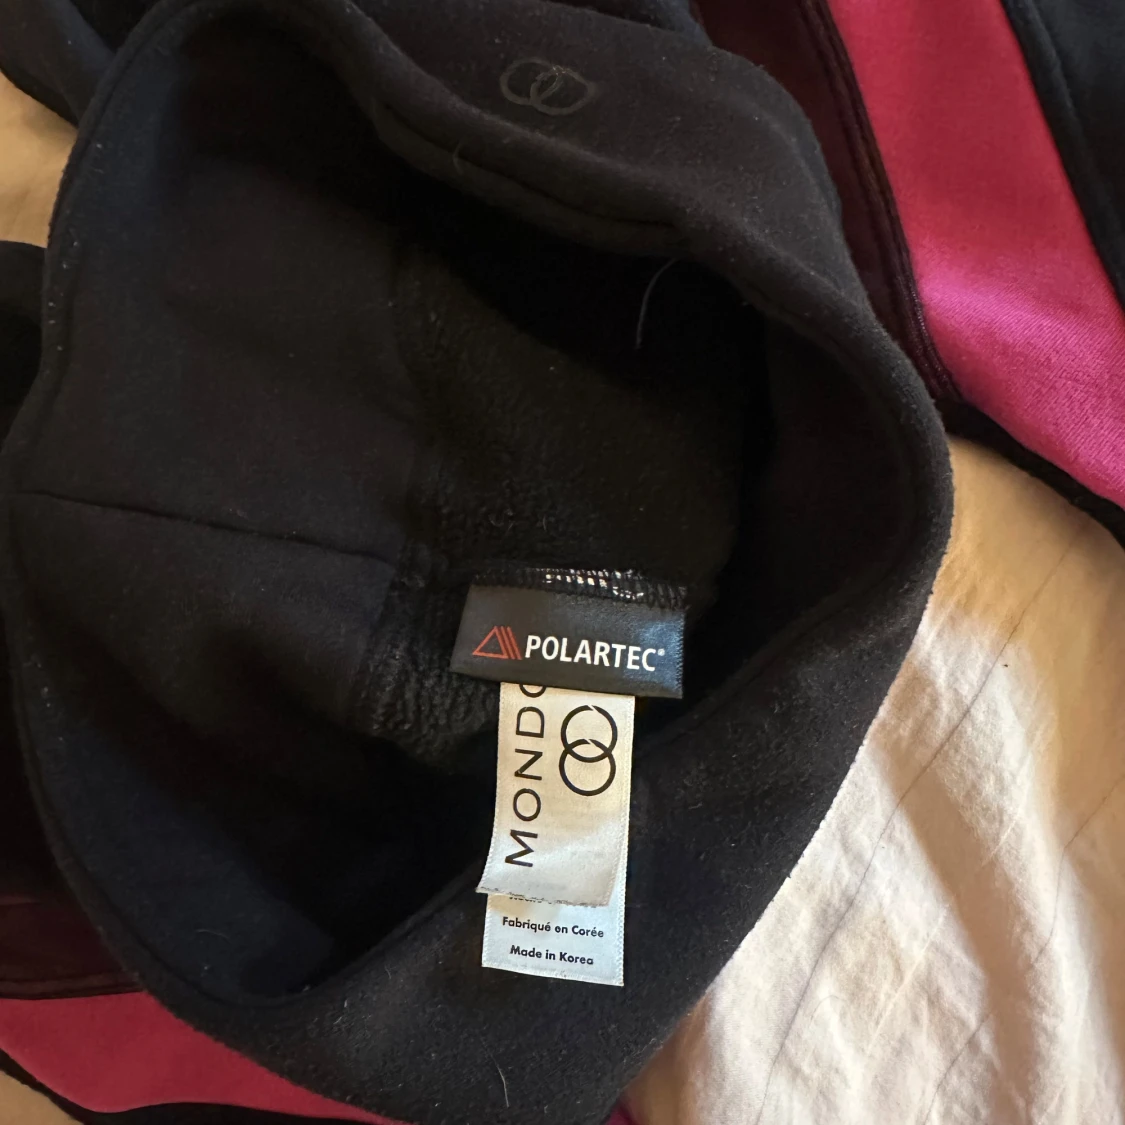 POLARTEC®
MONDO
Fabriqué en Corée
Made in Korea